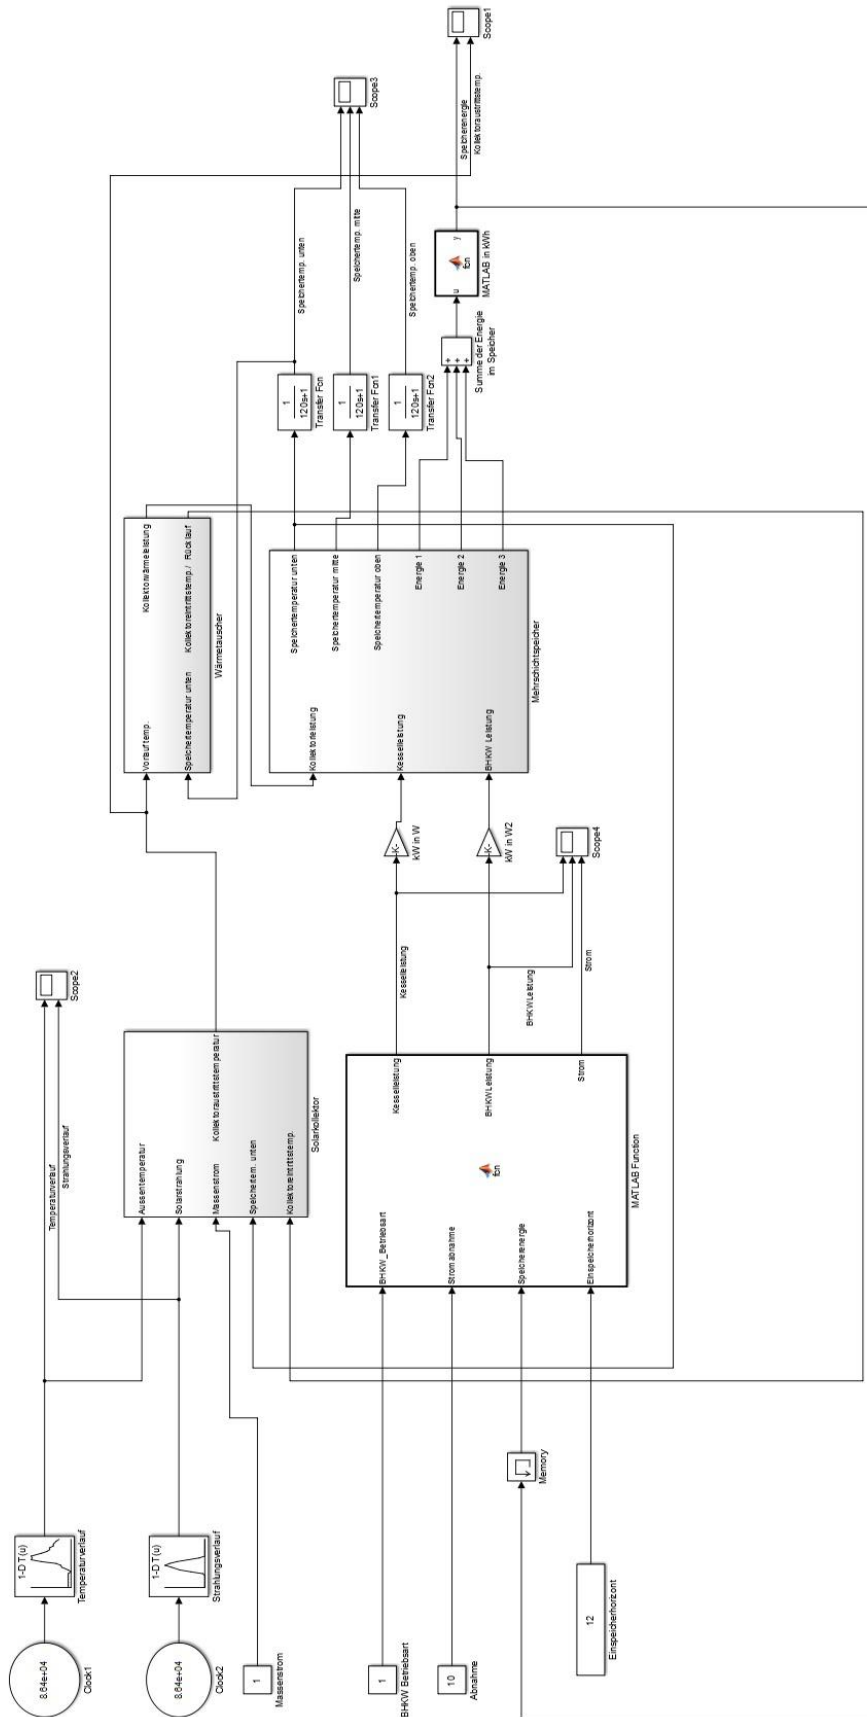 8.64e+04
Clock1
1-D T(u)
Temperaturverlauf
8.64e+04
Clock2
1-D T(u)
Strahlungsverlauf
1
Massenstrom
1
BHKW Betriebsart
10
Abnahme
12
Einspeicherhorizont
Memory
Temperaturverlauf
Strahlungsverlauf
Scope2
Aussentemperatur
Solarstrahlung
Massenstrom
Kollektoraustrittstemperatur
Speichertem. unten
Kollektoreintrittstemp.
Solarkollektor
BHKW_Betriebsart
Stromabnahme
Speicherenergie
Einspeicherhorizont
fcn
Kesselleistung
BHKWLeistung
Strom
MATLAB Function
Kesselleistung
BHKWLeistung
Strom
-K-
kW in W
-K-
kW in W2
Scope4
Vorlauftemp.
Kollektorwärmeleistung
Speichertemperatur unten
Kollektoreintrittstemp./ Rücklauf
Wärmetauscher
Kollektorleistung
Kesselleistung
BHKW Leistung
Speichertemperatur unten
Speichertemperatur mitte
Speichertemperatur oben
Energie 1
Energie 2
Energie 3
Mehrschichtspeicher
1
120s+1
Transfer Fcn
1
120s+1
Transfer Fcn1
1
120s+1
Transfer Fcn2
+
+
+
Summe der Energie
im Speicher
u
fcn
y
MATLAB in kWh
Speichertemp. unten
Speichertemp. mitte
Speichertemp. oben
Scope3
Speicherenergie
Kollektoraustrittstemp.
Scope1